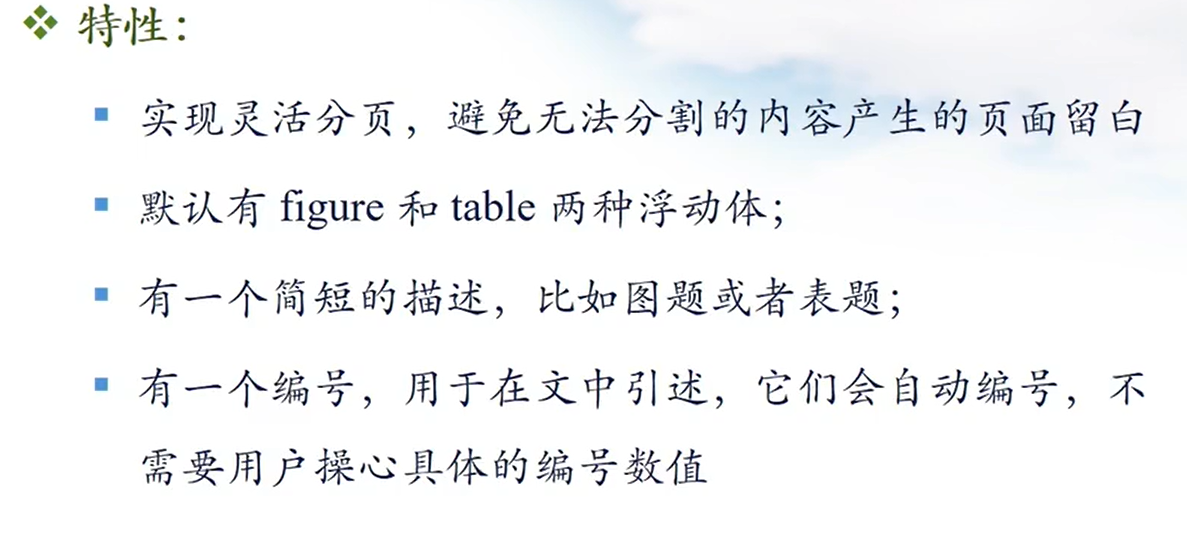 特性：
实现灵活分页，避免无法分割的内容产生的页面留白
默认有 figure 和 table 两种浮动体；
有一个简短的描述，比如图题或者表题；
有一个编号，用于在文中引述，它们会自动编号，不
需要用户操心具体的编号数值